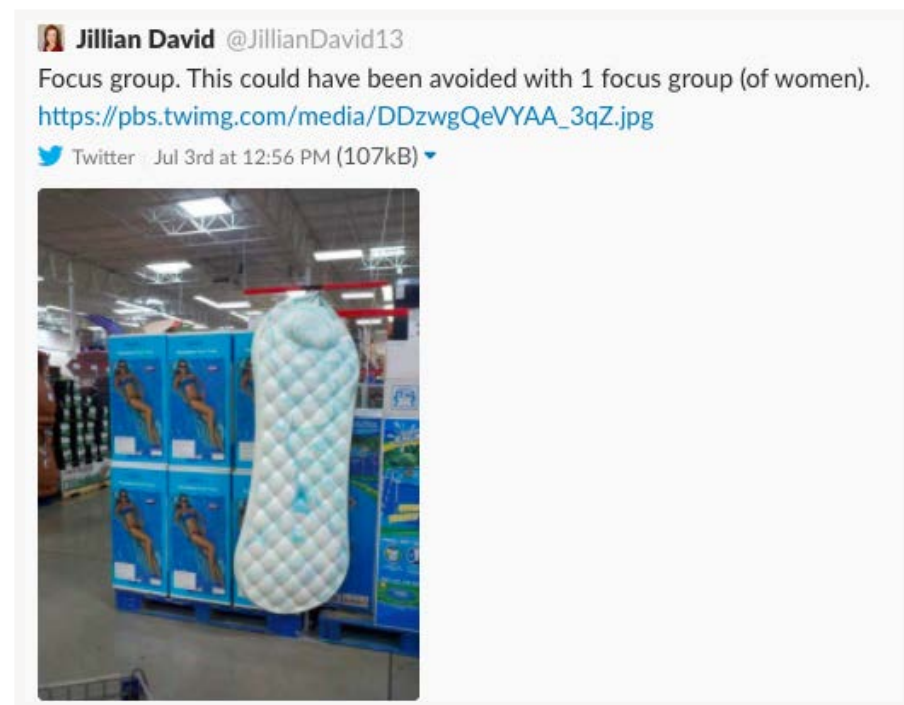 Jillian David @JillianDavid13
Focus group. This could have been avoided with 1 focus group (of women).
https://pbs.twimg.com/media/DDzwgQeVYAA_3qZ.jpg
Twitter Jul 3rd at 12:56 PM (107kB)